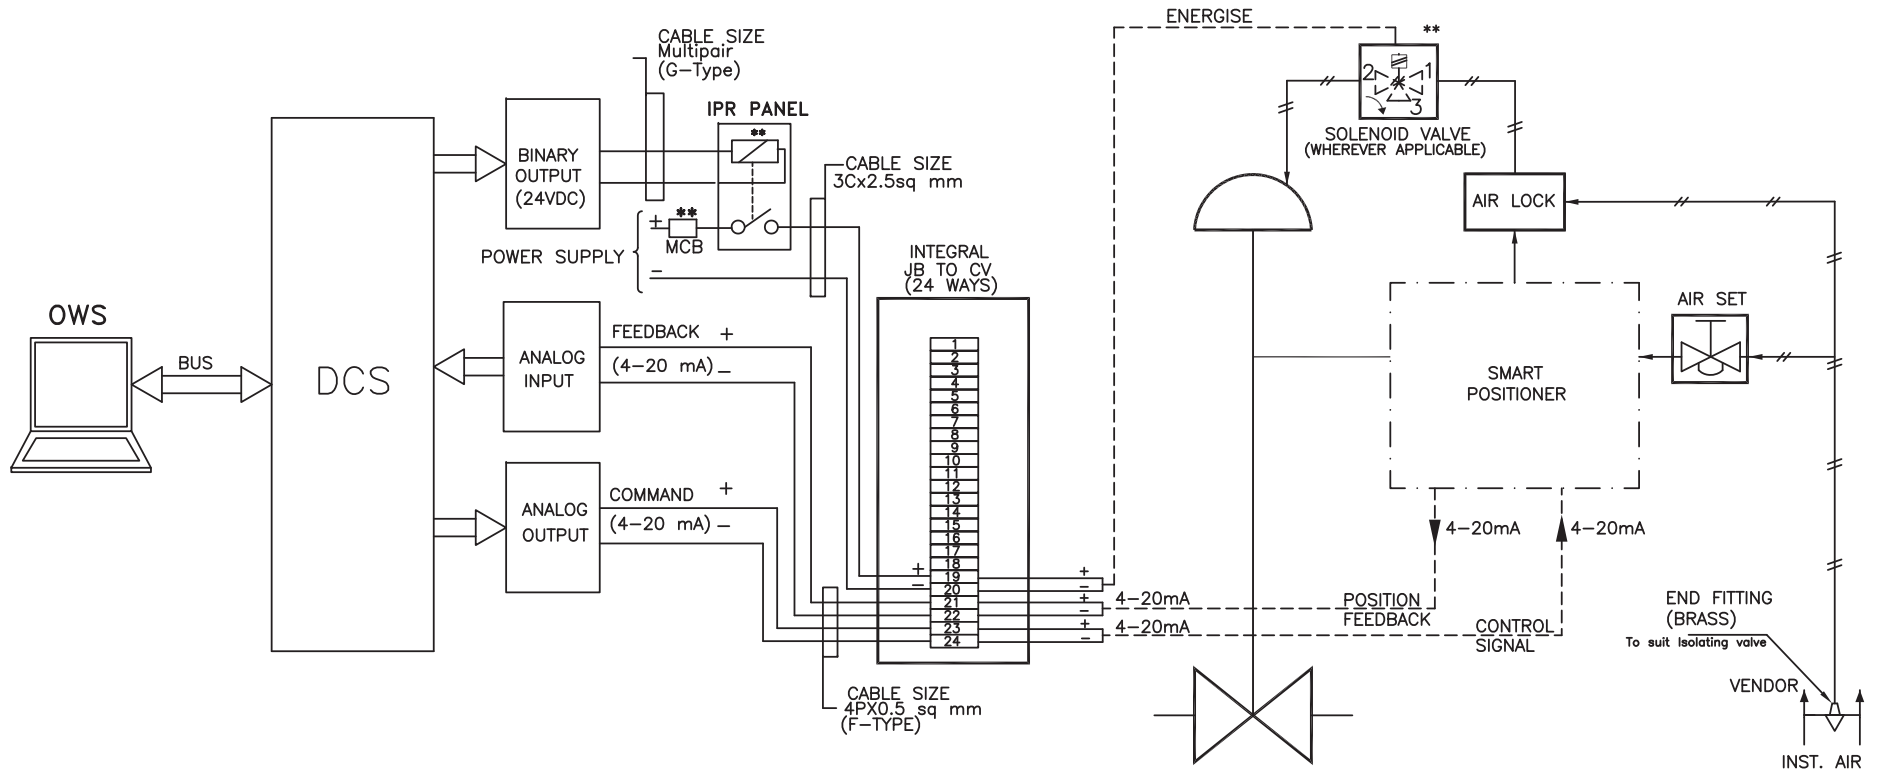 ENERGISE
**
CABLE SIZE
Multipair
(G-Type)
2
1
3
SOLENOID VALVE
(WHEREVER APPLICABLE)
IPR PANEL
**
BINARY
OUTPUT
(24VDC)
CABLE SIZE
3Cx2.5sq mm
AIR LOCK
**
+
MCB
POWER SUPPLY
-
INTEGRAL
JB TO CV
(24 WAYS)
OWS
BUS
DCS
ANALOG
INPUT
FEEDBACK +
(4-20 mA) -
AIR SET
SMART
POSITIONER
1
2
3
4
5
6
7
8
9
10
11
12
13
14
15
16
17
18
19
20
21
22
23
24
ANALOG
OUTPUT
COMMAND +
(4-20 mA) -
+
-
+
-
+
-
+
-
4-20mA
4-20mA
4-20mA
4-20mA
POSITION
FEEDBACK
CONTROL
SIGNAL
CABLE SIZE
4PX0.5 sq mm
(F-TYPE)
END FITTING
(BRASS)
To suit Isolating valve
VENDOR
INST. AIR